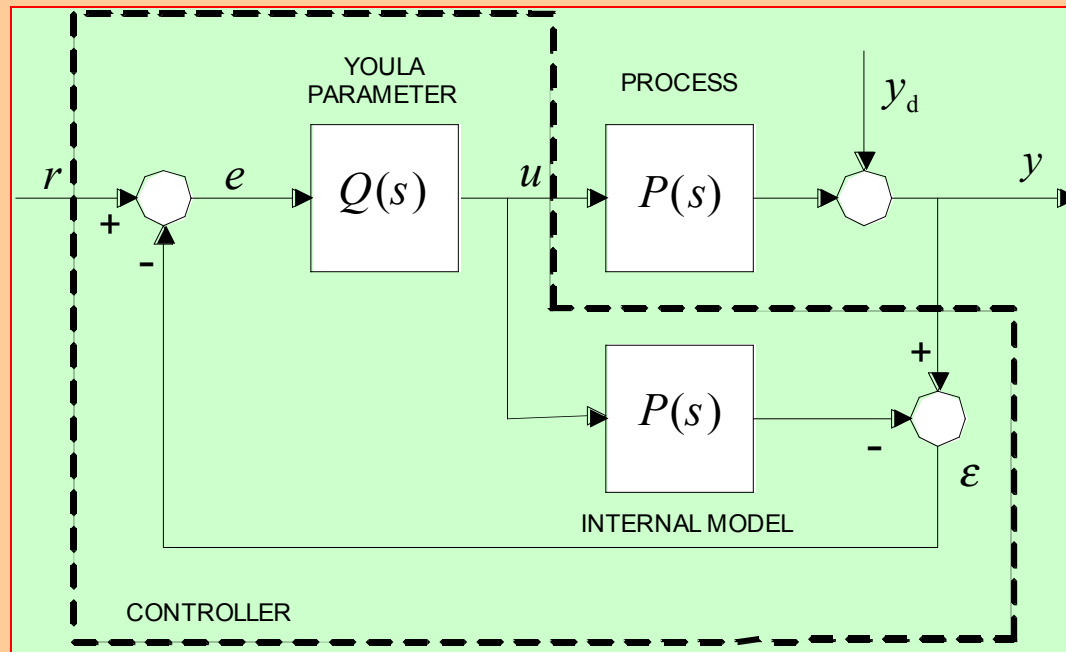 YOULA
PARAMETER
PROCESS
y_d
r
e
Q(s)
u
P(s)
y
+
-
+
P(s)
-
ε
INTERNAL MODEL
CONTROLLER